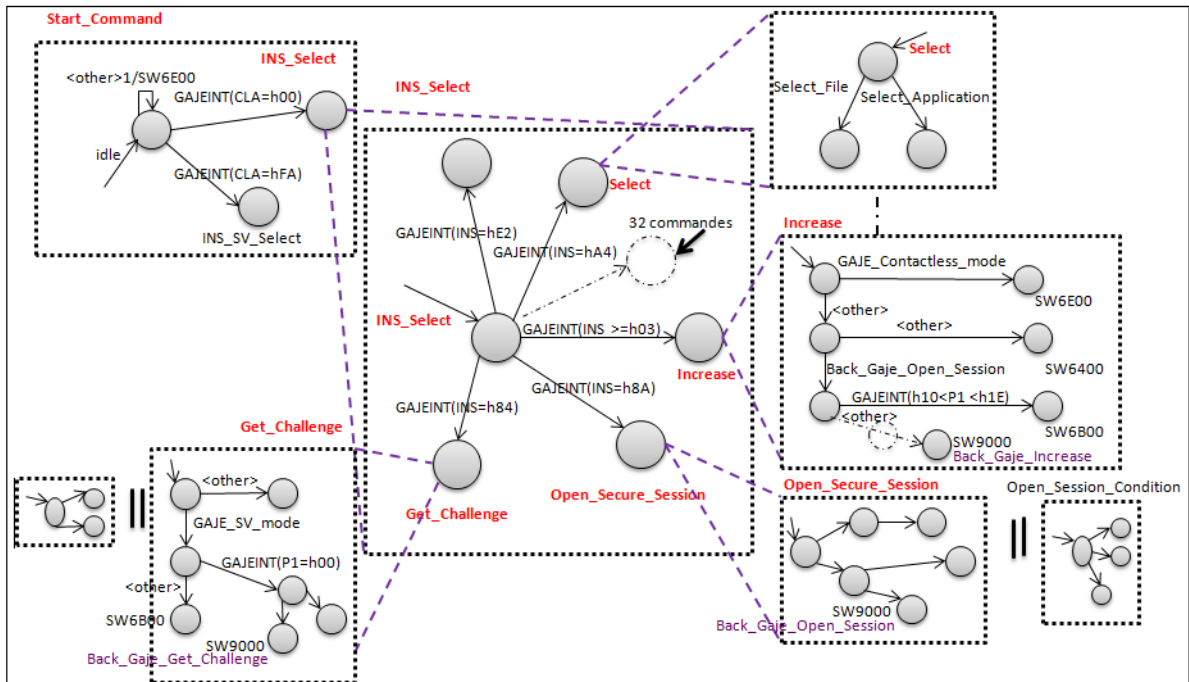 Start_Command
INS_Select
<other>1/SW6E00
GAJEINT(CLA=h00)
idle
GAJEINT(CLA=hFA)
INS_SV_Select
INS_Select
Select
GAJEINT(INS=hE2)
GAJEINT(INS=hA4)
32 commandes
INS_Select
GAJEINT(INS >=h03)
Increase
GAJEINT(INS=h84)
GAJEINT(INS=h8A)
Get_Challenge
Open_Secure_Session
Select
Select_File
Select_Application
Increase
GAJE_Contactless_mode
SW6E00
<other>
<other>
SW6400
Back_Gaje_Open_Session
GAJEINT(h10<P1 <h1E)
<other>
SW6B00
SW9000
Back_Gaje_Increase
Get_Challenge
<other>
GAJE_SV_mode
GAJEINT(P1=h00)
<other>
SW6B00
SW9000
Back_Gaje_Get_Challenge
Open_Secure_Session
SW9000
Back_Gaje_Open_Session
Open_Session_Condition